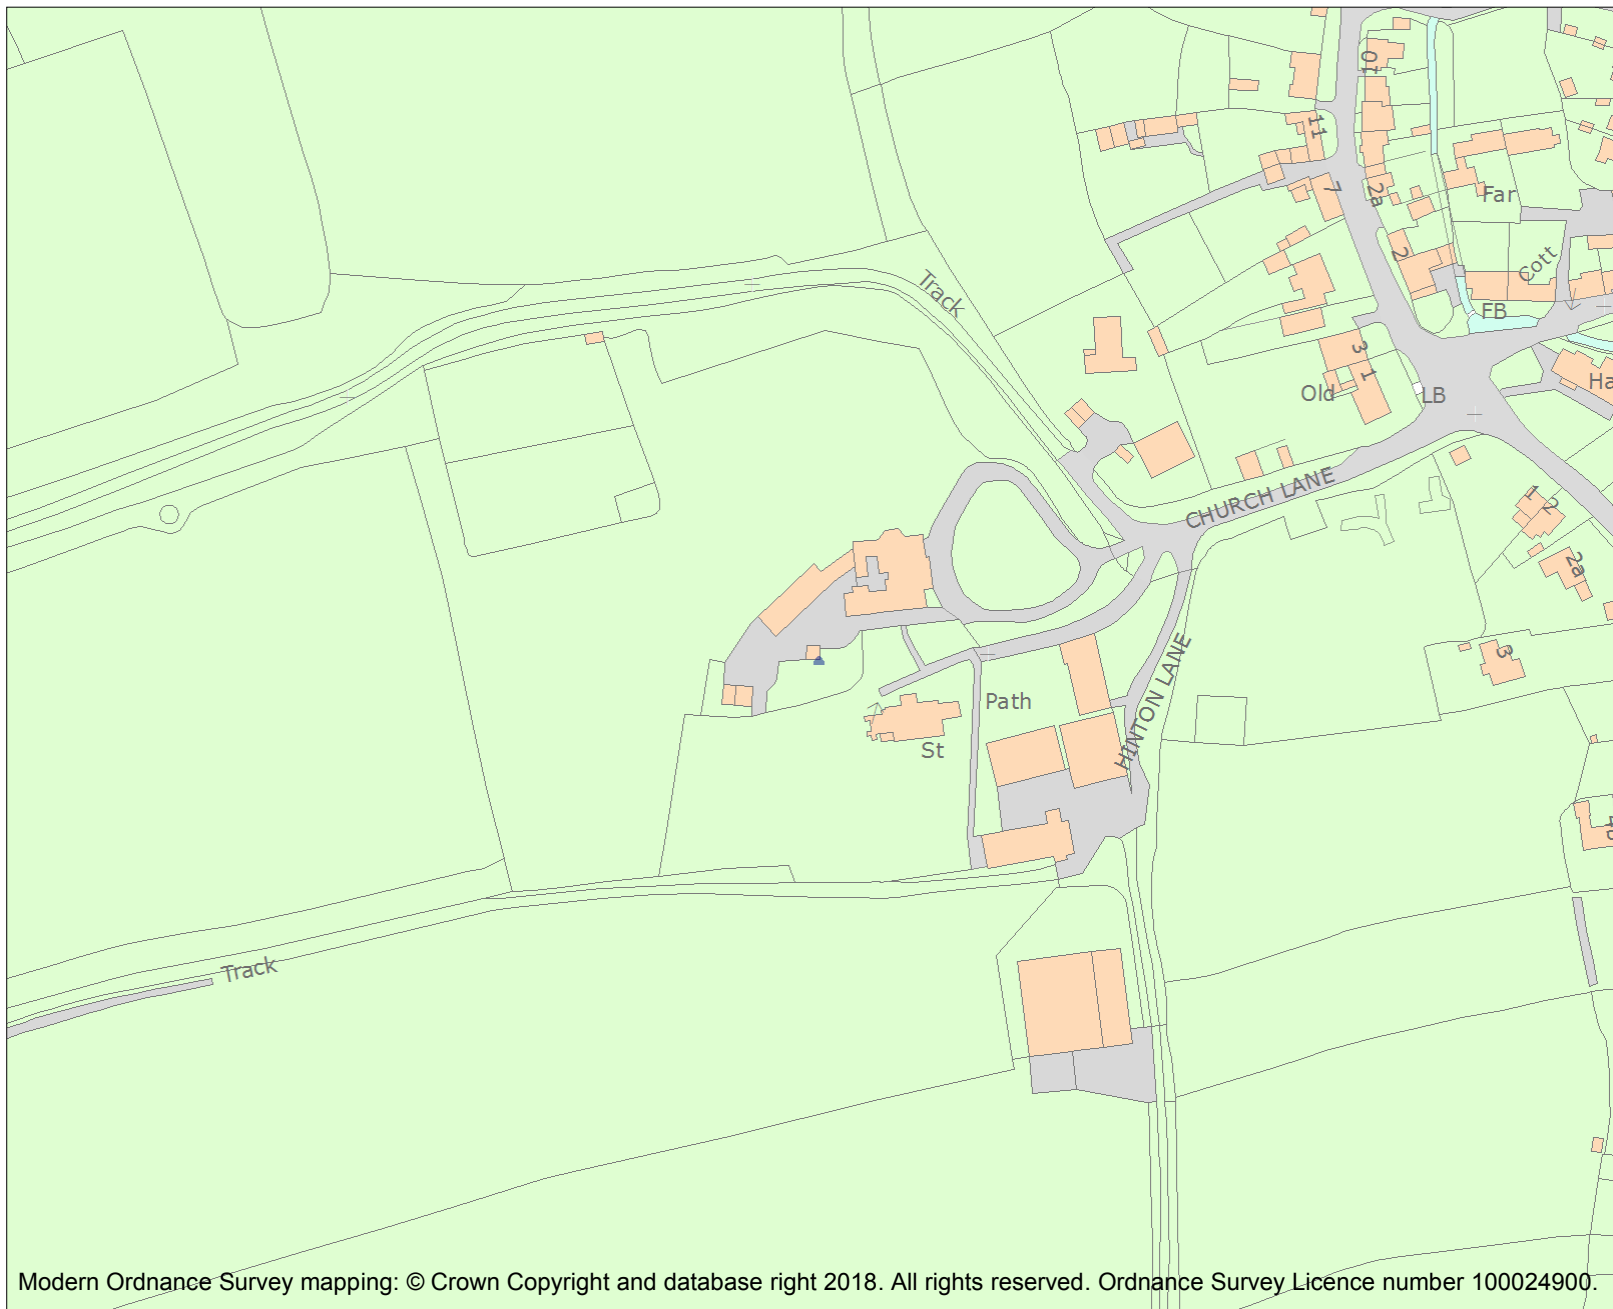 10
11
7
2a
Far
2
Cott
FB
Track
3
1
Old
LB
Ha
CHURCH LANE
1
2
2a
3
HINTON LANE
Path
St
Track
Modern Ordnance Survey mapping: © Crown Copyright and database right 2018. All rights reserved. Ordnance Survey Licence number 100024900.